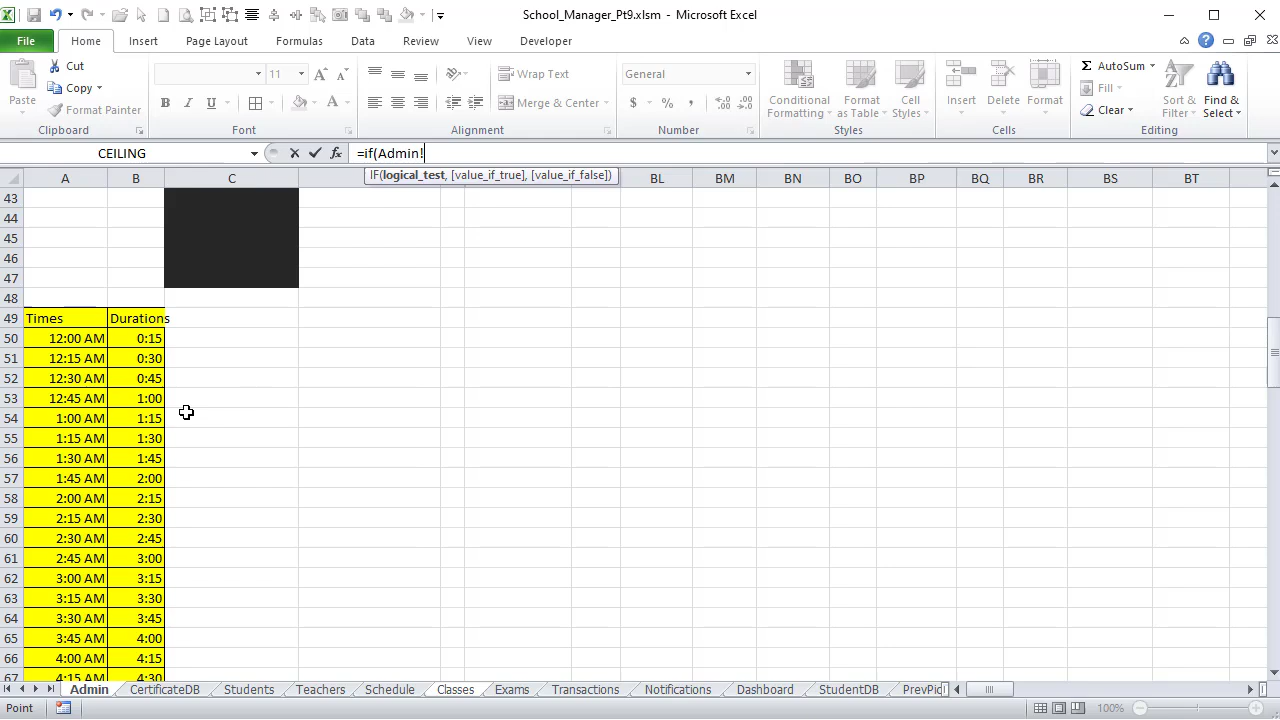 School_Manager_Pt9.xlsm - Microsoft Excel
File Home Insert Page Layout Formulas Data Review View Developer
Paste
Cut
Copy
Format Painter
Clipboard
11
B I U
Font
Wrap Text
Merge & Center
Alignment
General
$ % ,
Number
Conditional Formatting
Format as Table
Cell Styles
Styles
Insert
Delete
Format
Cells
AutoSum
Fill
Clear
Sort & Filter
Find & Select
Editing
CEILING
=if(Admin!
IF(logical_test, [value_if_true], [value_if_false])
A B C BL BM BN BO BP BQ BR BS BT
43
44
45
46
47
48
49 Times Durations
50 12:00 AM 0:15
51 12:15 AM 0:30
52 12:30 AM 0:45
53 12:45 AM 1:00
54 1:00 AM 1:15
55 1:15 AM 1:30
56 1:30 AM 1:45
57 1:45 AM 2:00
58 2:00 AM 2:15
59 2:15 AM 2:30
60 2:30 AM 2:45
61 2:45 AM 3:00
62 3:00 AM 3:15
63 3:15 AM 3:30
64 3:30 AM 3:45
65 3:45 AM 4:00
66 4:00 AM 4:15
67 4:15 AM 4:30
Admin CertificateDB Students Teachers Schedule Classes Exams Transactions Notifications Dashboard StudentDB PrevPic
Point
100%